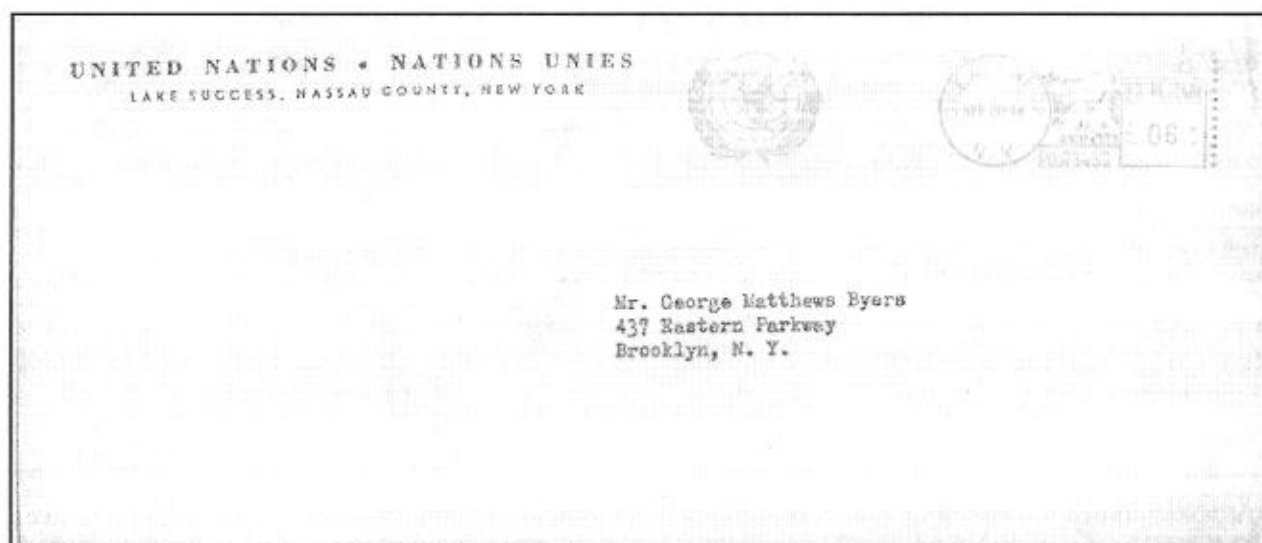 UNITED NATIONS • NATIONS UNIES
LAKE SUCCESS, NASSAU COUNTY, NEW YORK
N. Y.
Mr. George Matthews Byers
437 Eastern Parkway
Brooklyn, N. Y.